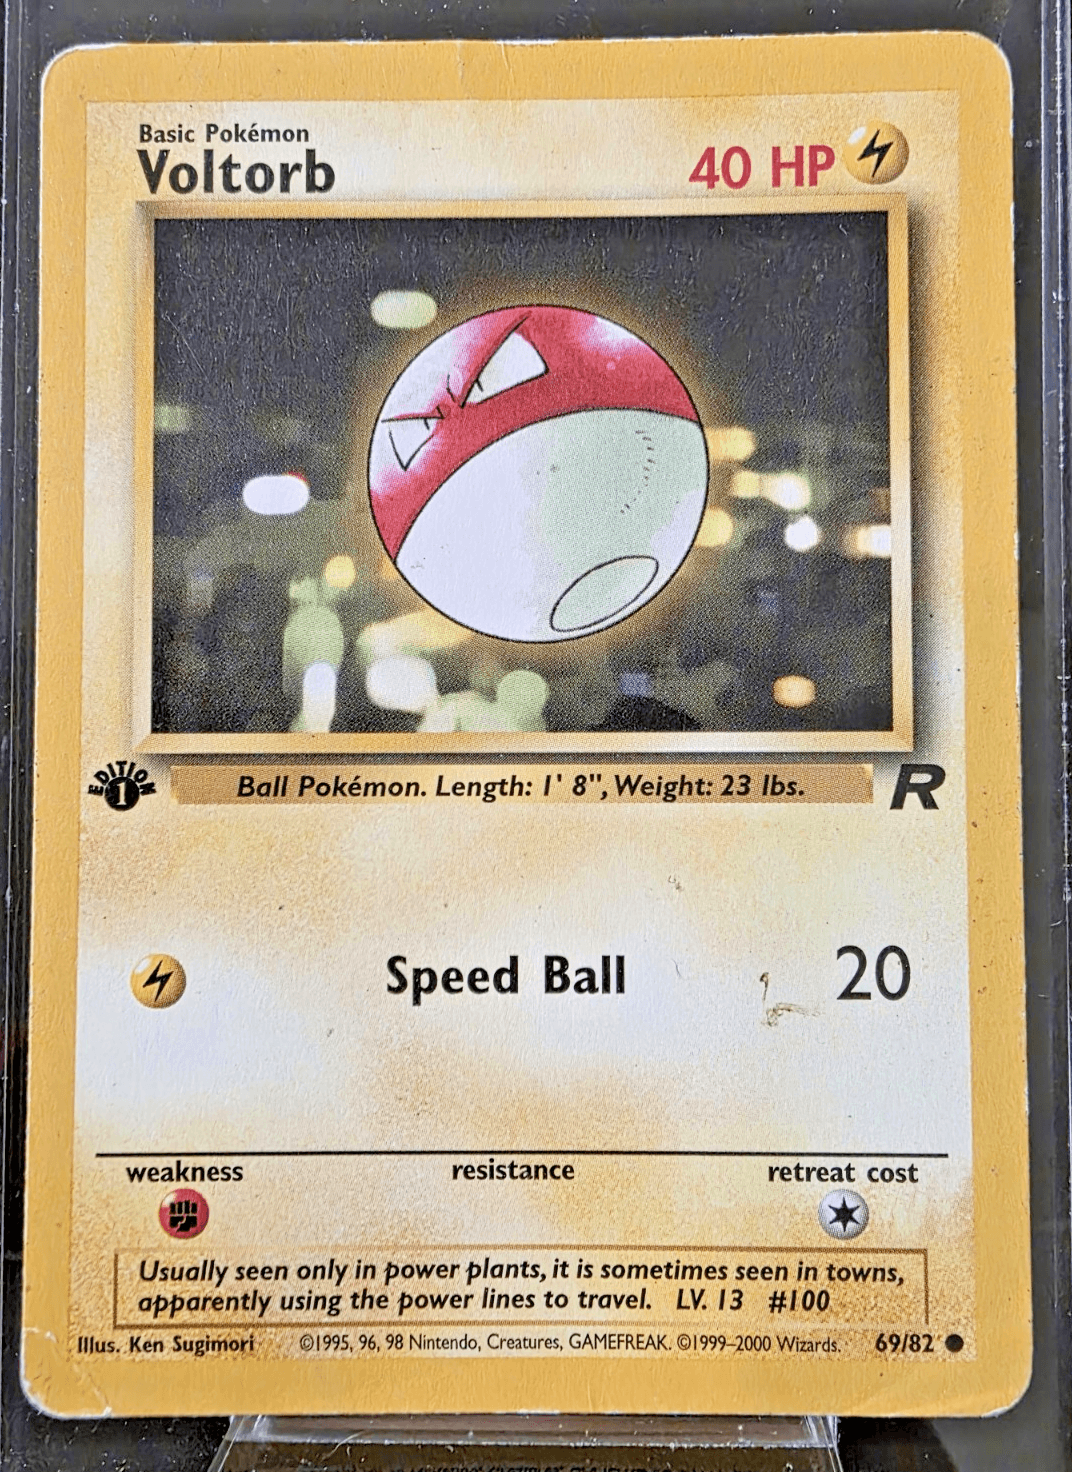 Basic Pokémon
Voltorb
40 HP
EDITION
1
Ball Pokémon. Length: 1' 8", Weight: 23 lbs.
R
Speed Ball 20
weakness resistance retreat cost
Usually seen only in power plants, it is sometimes seen in towns,
apparently using the power lines to travel. LV. 13 #100
Illus. Ken Sugimori ©1995, 96, 98 Nintendo, Creatures, GAMEFREAK. ©1999–2000 Wizards. 69/82